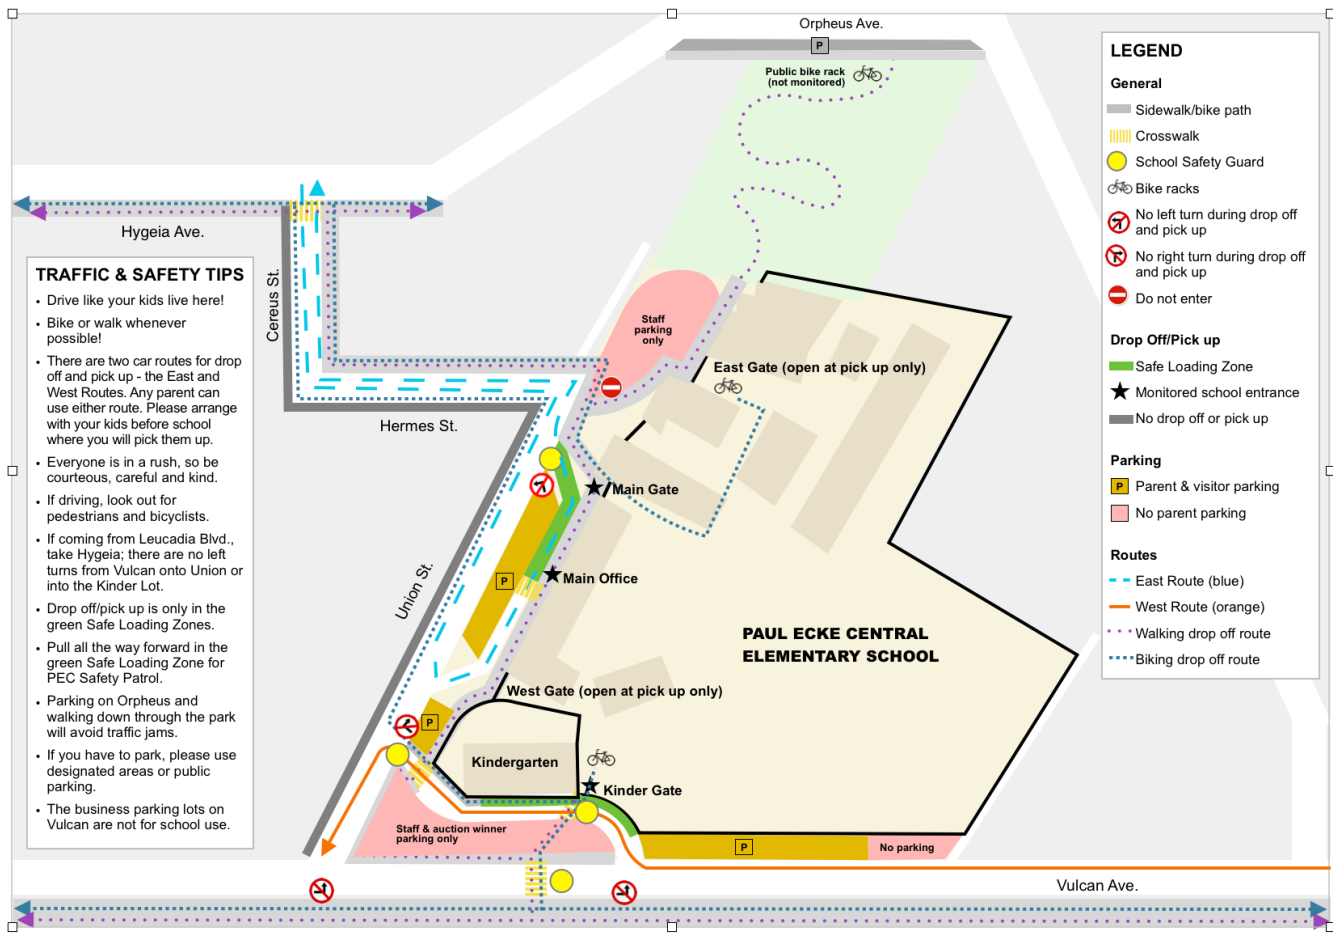 Orpheus Ave.
P
Public bike rack
(not monitored)
Hygeia Ave.
Cereus St.
Hermes St.
Union St.
TRAFFIC & SAFETY TIPS
• Drive like your kids live here!
• Bike or walk whenever
possible!
• There are two car routes for drop
off and pick up - the East and
West Routes. Any parent can
use either route. Please arrange
with your kids before school
where you will pick them up.
• Everyone is in a rush, so be
courteous, careful and kind.
• If driving, look out for
pedestrians and bicyclists.
• If coming from Leucadia Blvd.,
take Hygeia; there are no left
turns from Vulcan onto Union or
into the Kinder Lot.
• Drop off/pick up is only in the
green Safe Loading Zones.
• Pull all the way forward in the
green Safe Loading Zone for
PEC Safety Patrol.
• Parking on Orpheus and
walking down through the park
will avoid traffic jams.
• If you have to park, please use
designated areas or public
parking.
• The business parking lots on
Vulcan are not for school use.
Staff
parking
only
East Gate (open at pick up only)
Main Gate
P
Main Office
PAUL ECKE CENTRAL
ELEMENTARY SCHOOL
West Gate (open at pick up only)
P
Kindergarten
Kinder Gate
Staff & auction winner
parking only
P
No parking
Vulcan Ave.
LEGEND
General
Sidewalk/bike path
Crosswalk
School Safety Guard
Bike racks
No left turn during drop off
and pick up
No right turn during drop off
and pick up
Do not enter
Drop Off/Pick up
Safe Loading Zone
Monitored school entrance
No drop off or pick up
Parking
P Parent & visitor parking
No parent parking
Routes
East Route (blue)
West Route (orange)
Walking drop off route
Biking drop off route